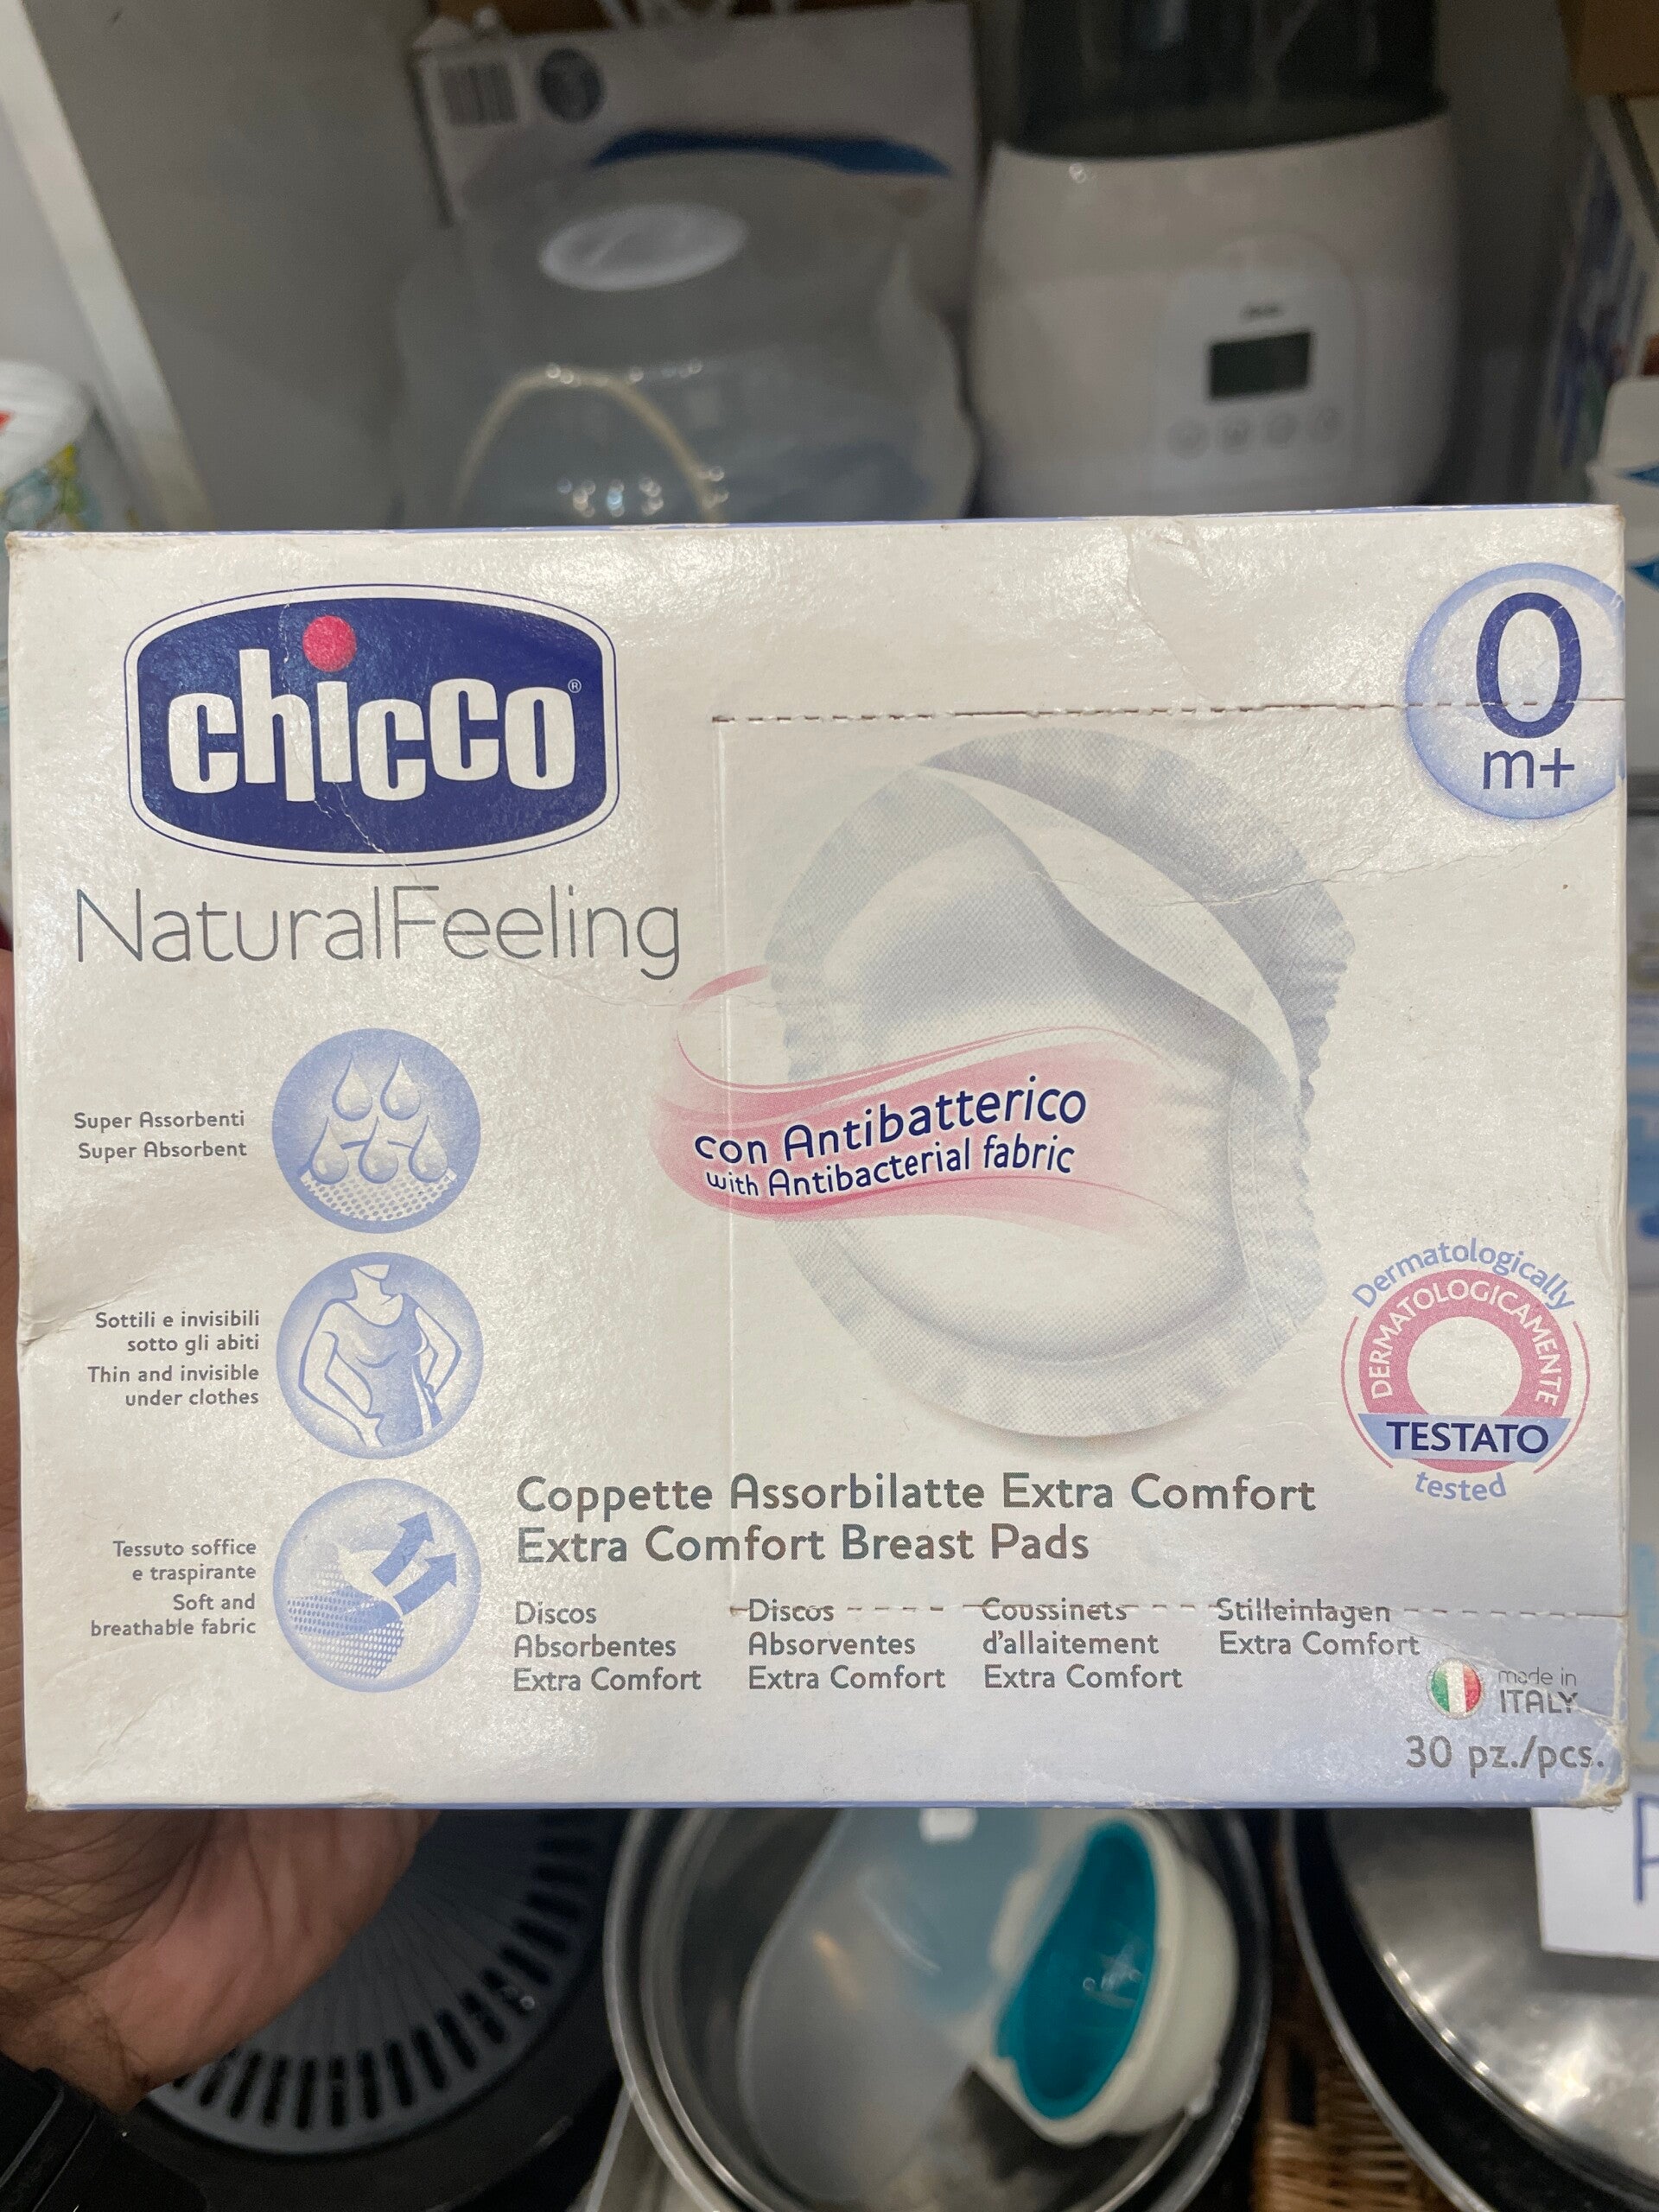 chicco®
0
m+
NaturalFeeling
Super Assorbenti
Super Absorbent
con Antibatterico
with Antibacterial fabric
Sottili e invisibili
sotto gli abiti
Thin and invisible
under clothes
Dermatologically
DERMATOLOGICAMENTE
TESTATO
tested
Coppette Assorbilatte Extra Comfort
Extra Comfort Breast Pads
Tessuto soffice
e traspirante
Soft and
breathable fabric
Discos
Absorbentes
Extra Comfort
Discos
Absorventes
Extra Comfort
Coussinets
d'allaitement
Extra Comfort
Stilleinlagen
Extra Comfort
made in
ITALY
30 pz./pcs.